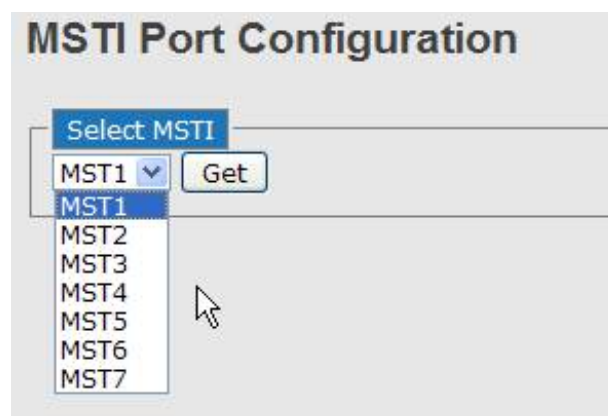 MSTI Port Configuration
Select MSTI
MST1 Get
MST1
MST2
MST3
MST4
MST5
MST6
MST7